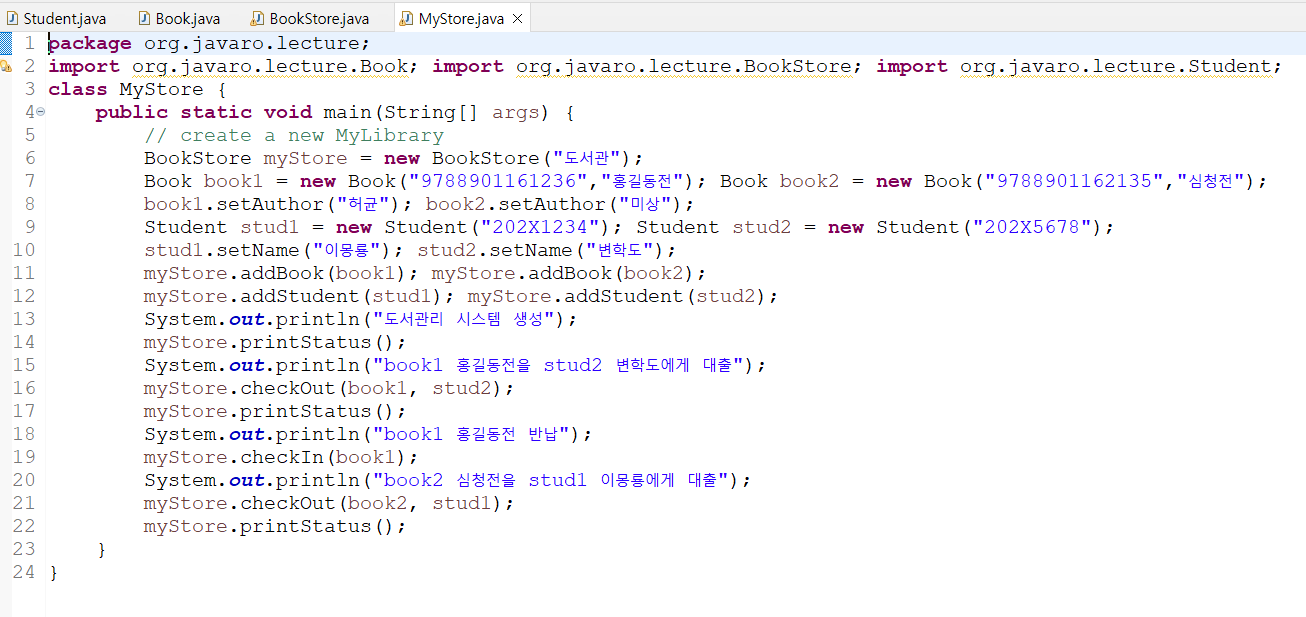 Student.java Book.java BookStore.java MyStore.java
1 package org.javaro.lecture;
2 import org.javaro.lecture.Book; import org.javaro.lecture.BookStore; import org.javaro.lecture.Student;
3 class MyStore {
4 public static void main(String[] args) {
5 // create a new MyLibrary
6 BookStore myStore = new BookStore("도서관");
7 Book book1 = new Book("9788901161236","홍길동전"); Book book2 = new Book("9788901162135","심청전");
8 book1.setAuthor("허균"); book2.setAuthor("미상");
9 Student stud1 = new Student("202X1234"); Student stud2 = new Student("202X5678");
10 stud1.setName("이몽룡"); stud2.setName("변학도");
11 myStore.addBook(book1); myStore.addBook(book2);
12 myStore.addStudent(stud1); myStore.addStudent(stud2);
13 System.out.println("도서관리 시스템 생성");
14 myStore.printStatus();
15 System.out.println("book1 홍길동전을 stud2 변학도에게 대출");
16 myStore.checkOut(book1, stud2);
17 myStore.printStatus();
18 System.out.println("book1 홍길동전 반납");
19 myStore.checkIn(book1);
20 System.out.println("book2 심청전을 stud1 이몽룡에게 대출");
21 myStore.checkOut(book2, stud1);
22 myStore.printStatus();
23 }
24 }